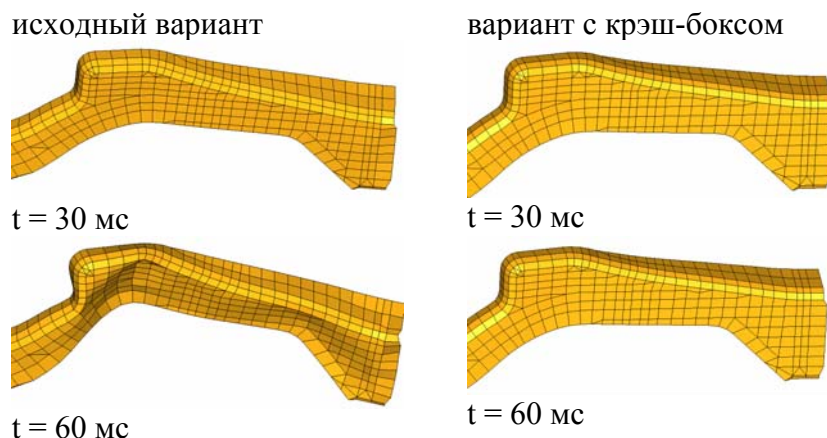 исходный вариант
вариант с крэш-боксом
t = 30 мс
t = 30 мс
t = 60 мс
t = 60 мс